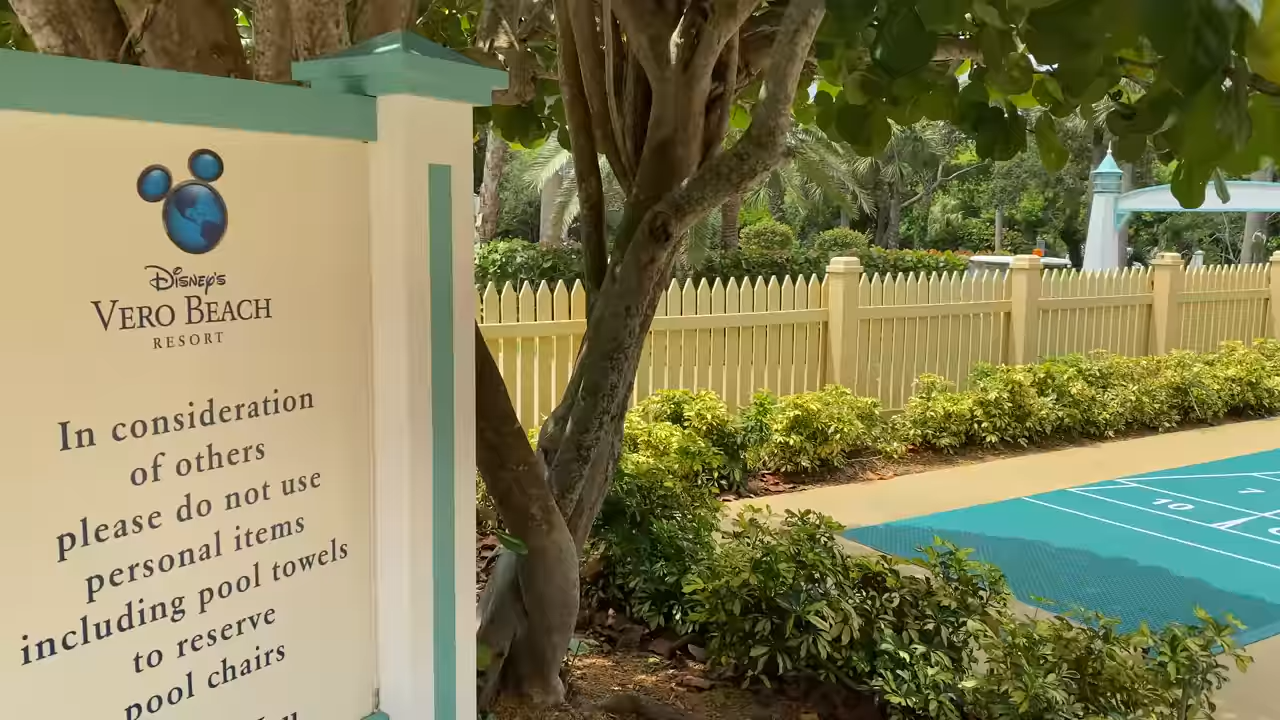 Disney's
VERO BEACH
RESORT
In consideration
of others
please do not use
personal items
including pool towels
to reserve
pool chairs
10
7